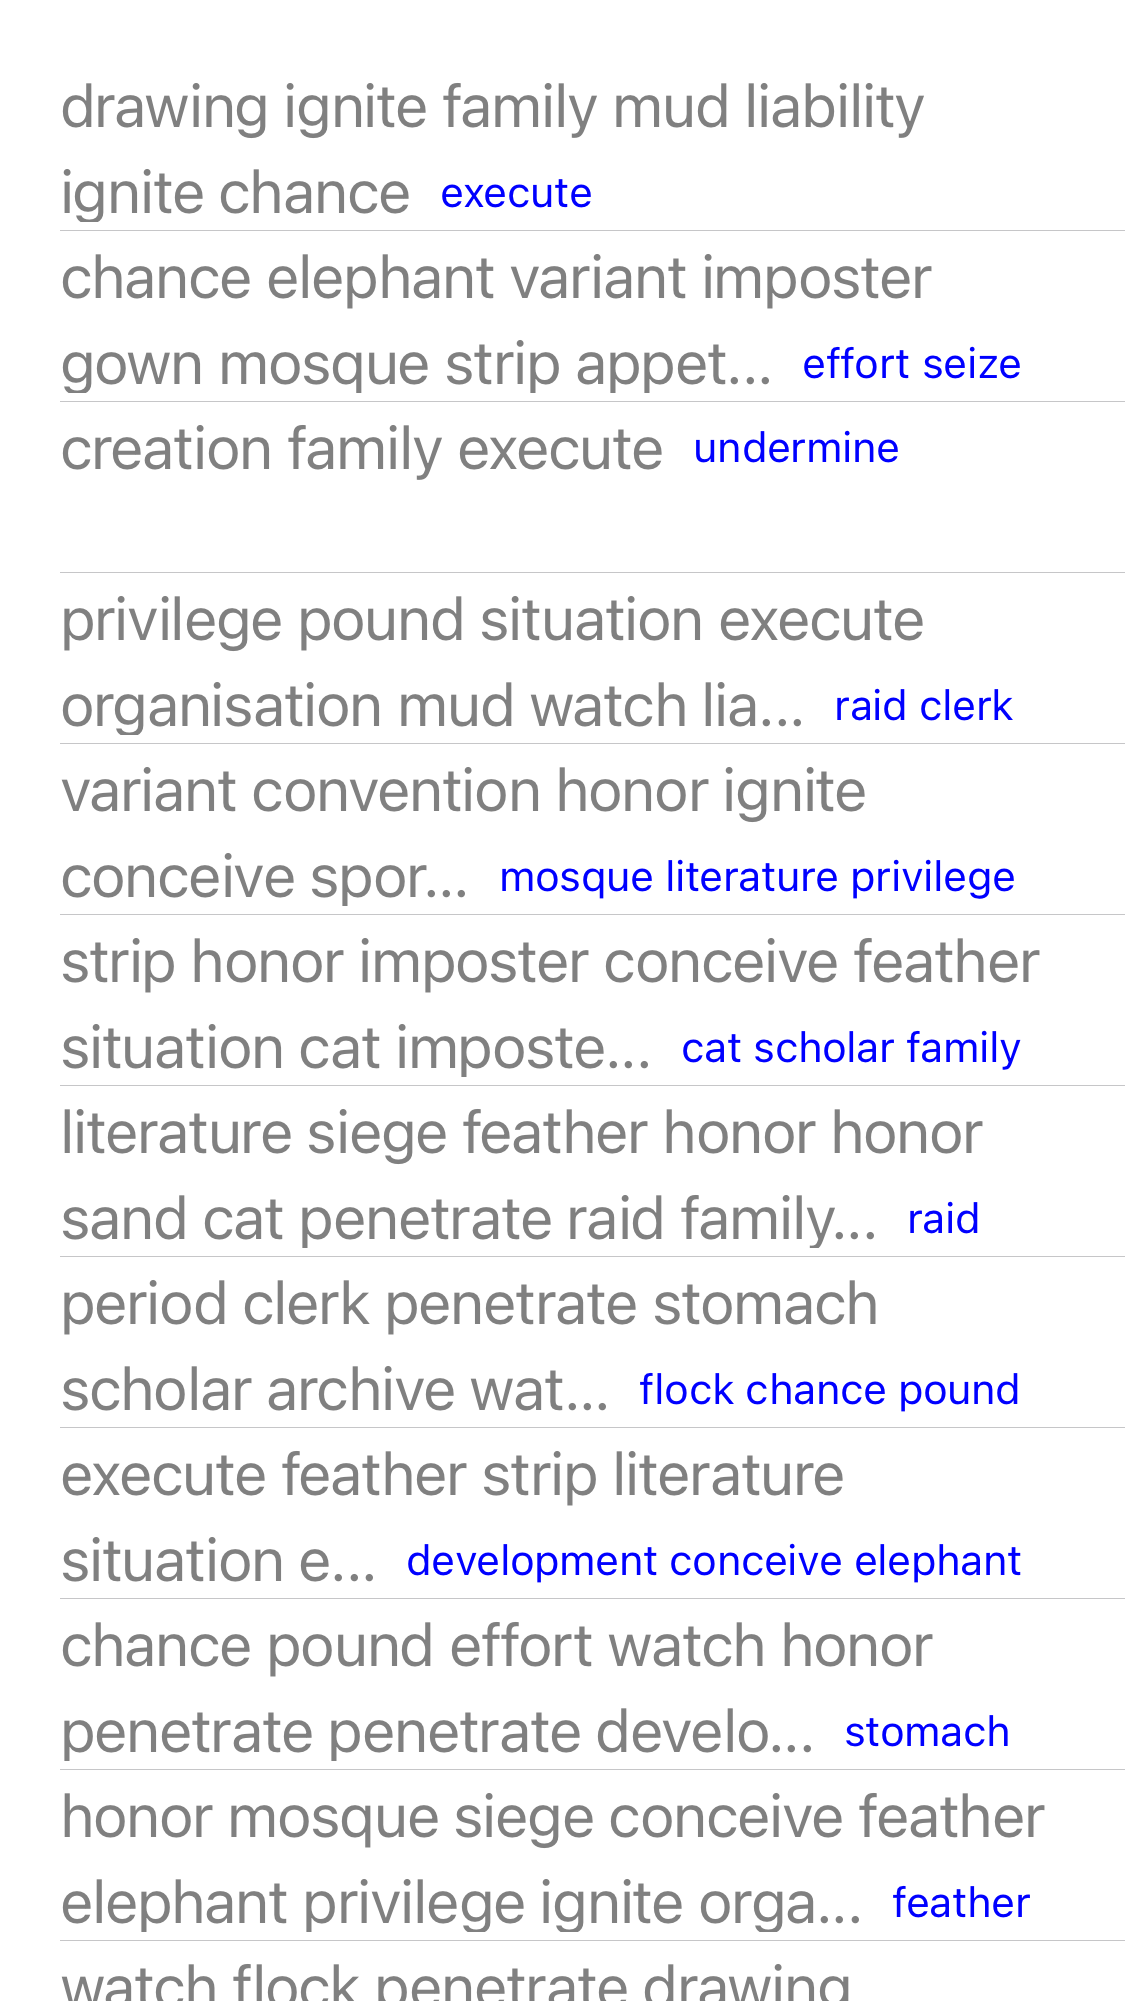 drawing ignite family mud liability
ignite chance execute
chance elephant variant imposter
gown mosque strip appet... effort seize
creation family execute undermine
privilege pound situation execute
organisation mud watch lia... raid clerk
variant convention honor ignite
conceive spor... mosque literature privilege
strip honor imposter conceive feather
situation cat imposte... cat scholar family
literature siege feather honor honor
sand cat penetrate raid family... raid
period clerk penetrate stomach
scholar archive wat... flock chance pound
execute feather strip literature
situation e... development conceive elephant
chance pound effort watch honor
penetrate penetrate develo... stomach
honor mosque siege conceive feather
elephant privilege ignite orga... feather
watch flock penetrate drawing